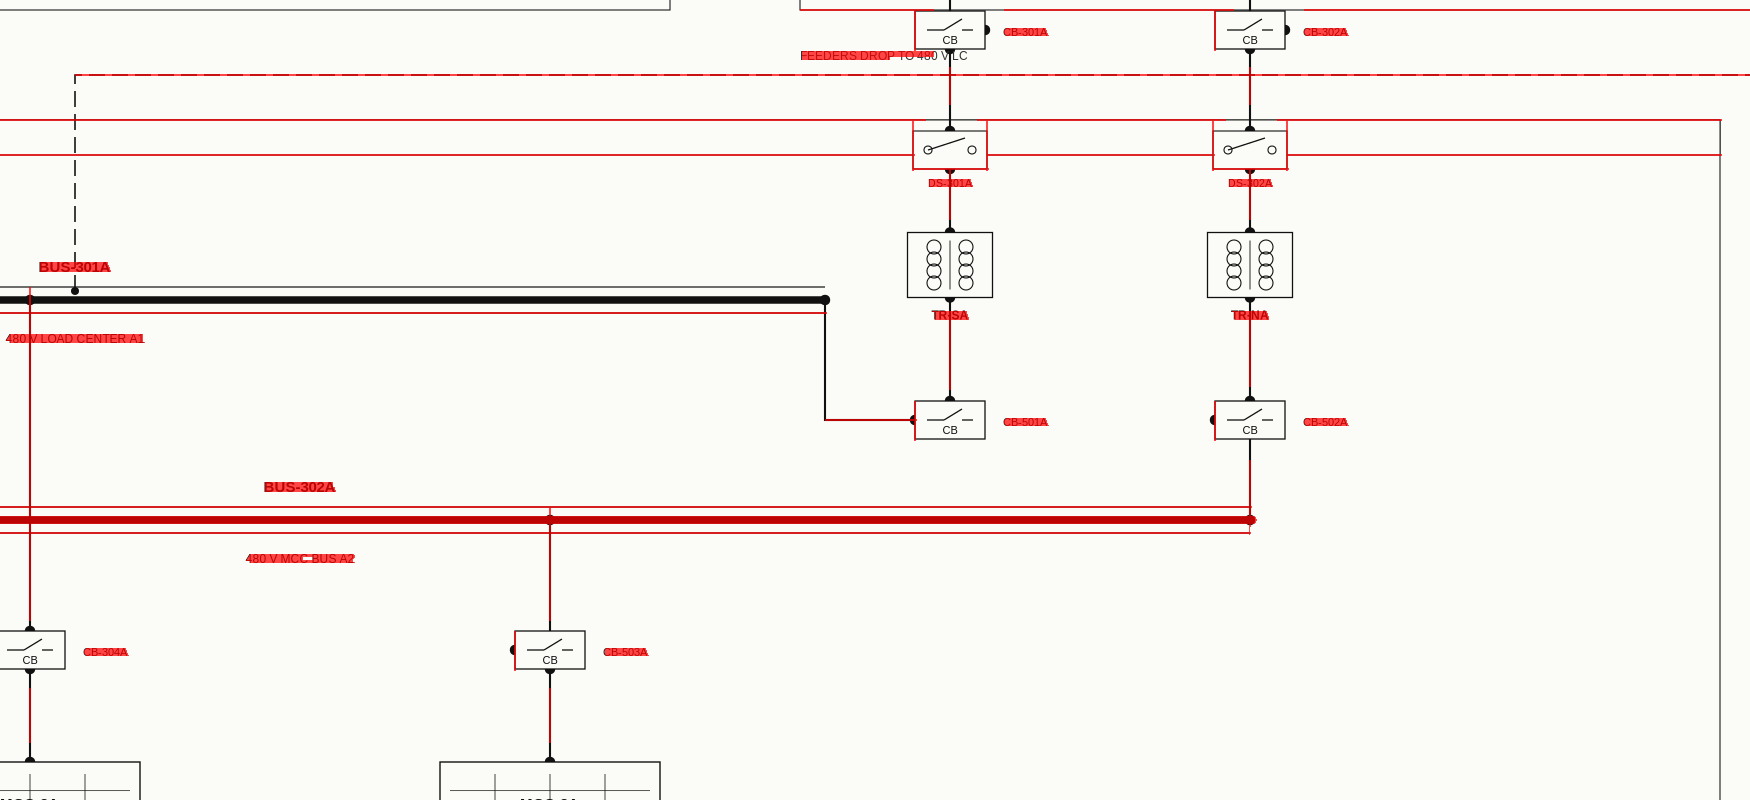 CB
CB-301A
CB
CB-302A
FEEDERS DROP TO 480 V LC
DS-301A
DS-302A
BUS-301A
TR-SA
TR-NA
480 V LOAD CENTER A1
CB
CB-501A
CB
CB-502A
BUS-302A
480 V MCC BUS A2
CB
CB-304A
CB
CB-503A